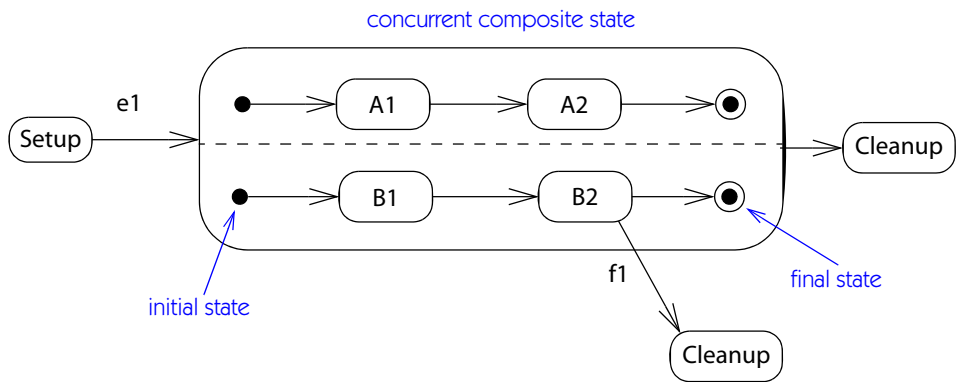 concurrent composite state
e1
A1
A2
Setup
Cleanup
B1
B2
f1
final state
initial state
Cleanup